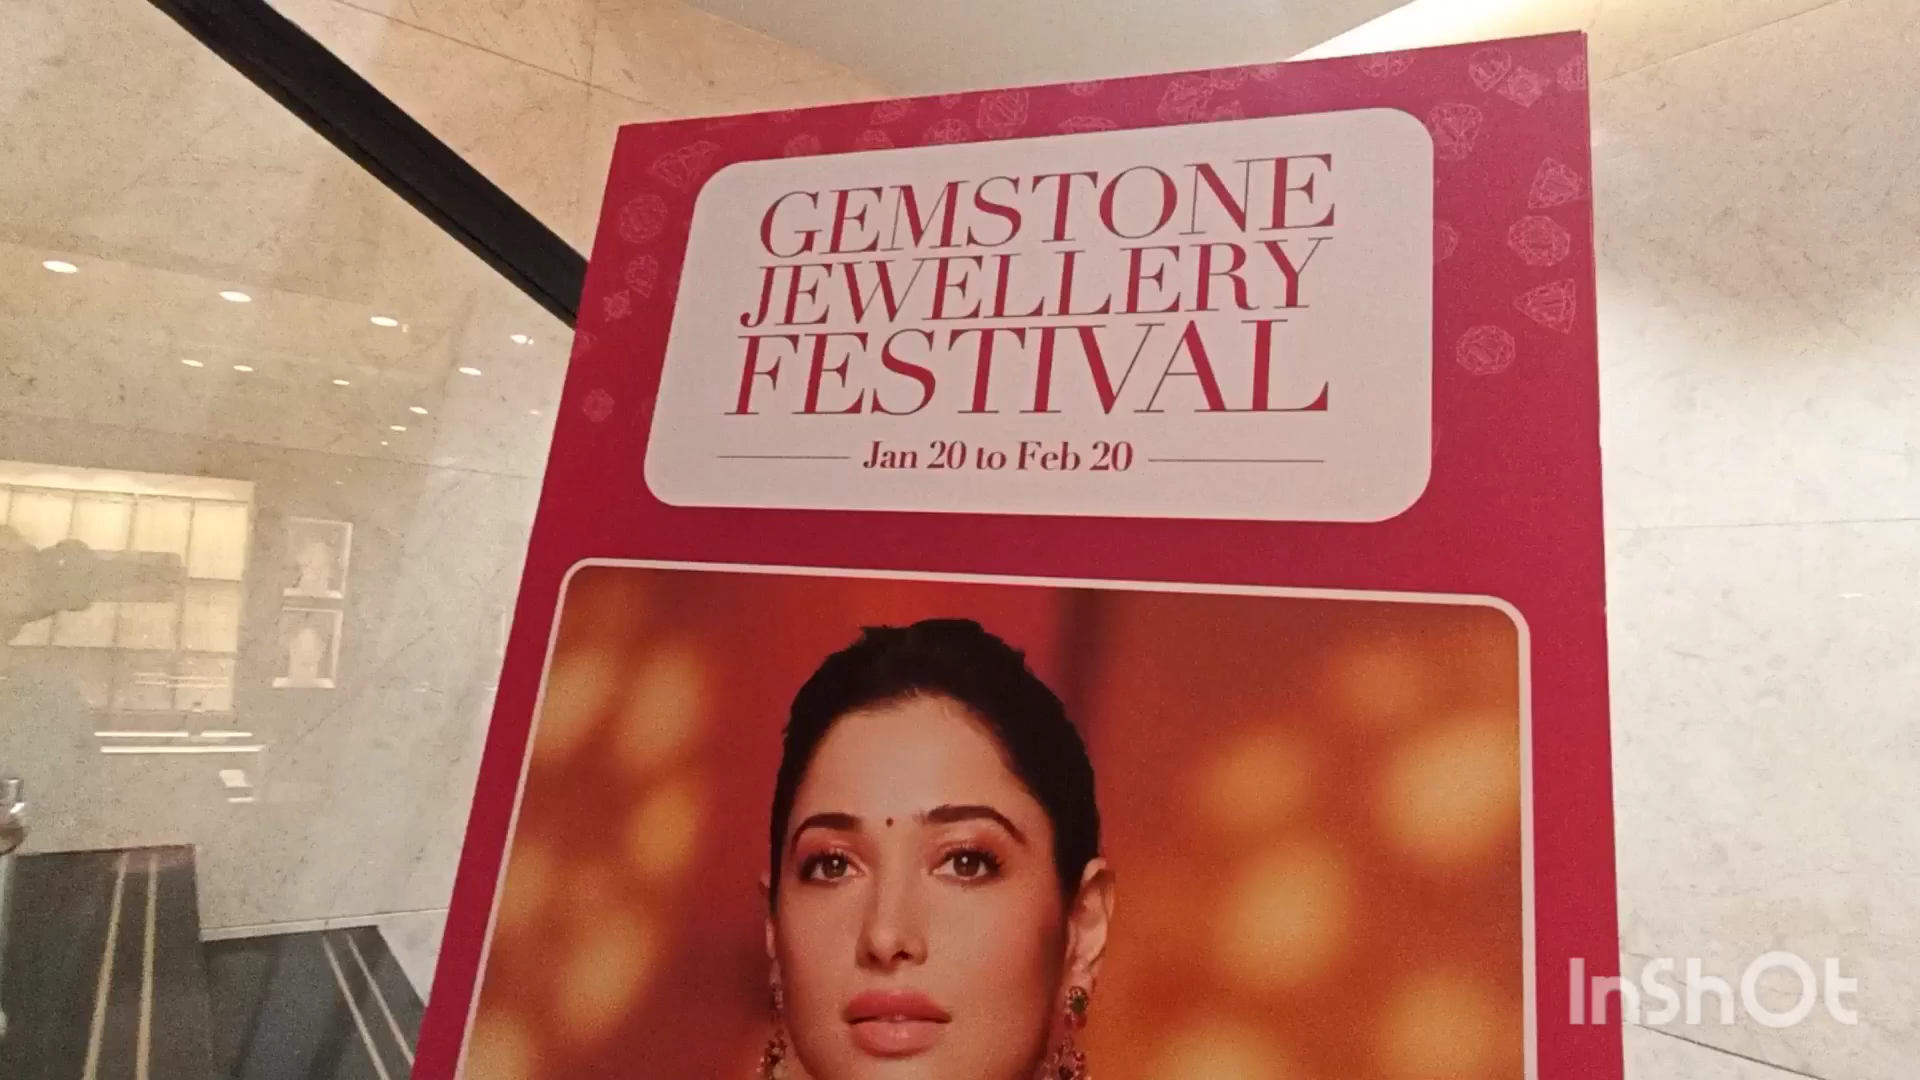 GEMSTONE
JEWELLERY
FESTIVAL
Jan 20 to Feb 20
InShOt